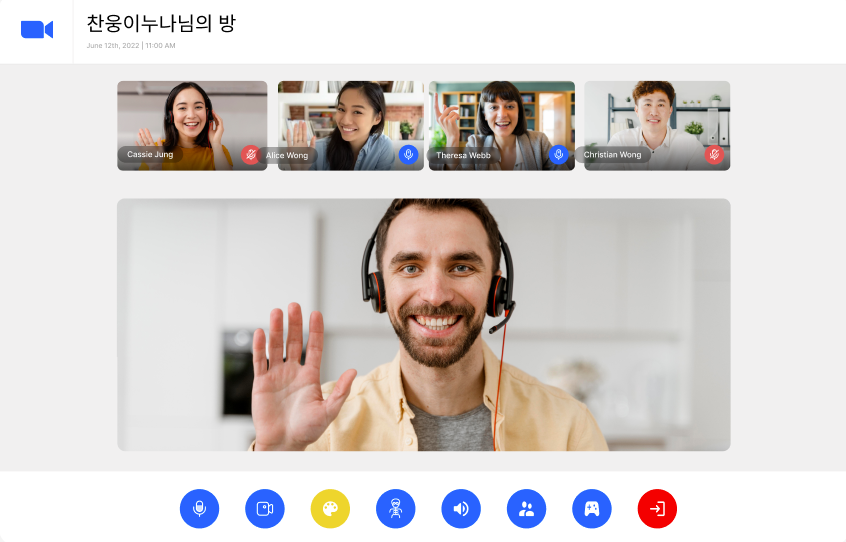 찬웅이누나님의 방
June 12th, 2022 | 11:00 AM
Cassie Jung
Alice Wong
Theresa Webb
Christian Wong